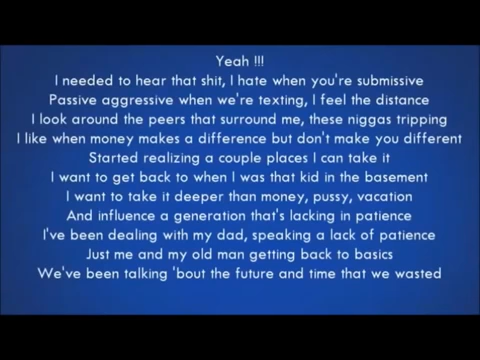 Yeah !!!
I needed to hear that shit, I hate when you're submissive
Passive aggressive when we're texting, I feel the distance
I look around the peers that surround me, these niggas tripping
I like when money makes a difference but don't make you different
Started realizing a couple places I can take it
I want to get back to when I was that kid in the basement
I want to take it deeper than money, pussy, vacation
And influence a generation that's lacking in patience
I've been dealing with my dad, speaking a lack of patience
Just me and my old man getting back to basics
We've been talking 'bout the future and time that we wasted